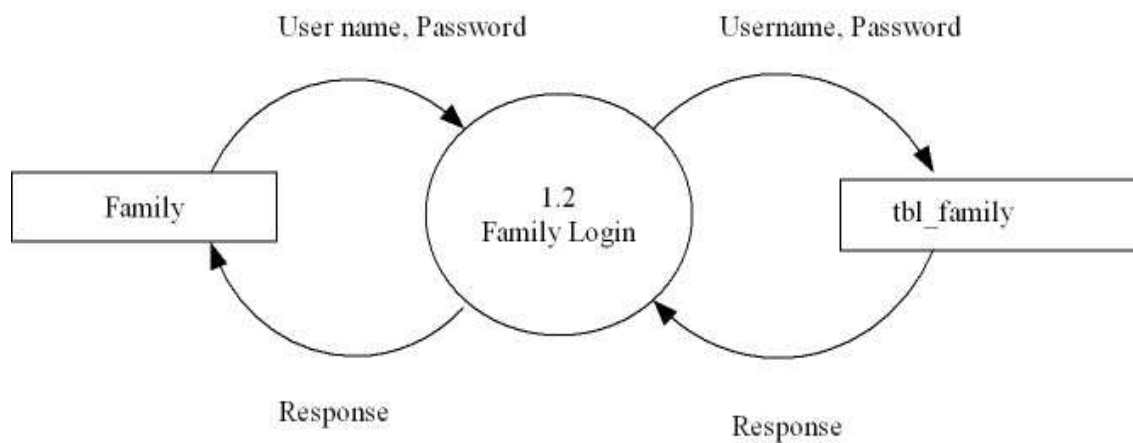 User name, Password
Username, Password
Family
1.2
Family Login
tbl_family
Response
Response